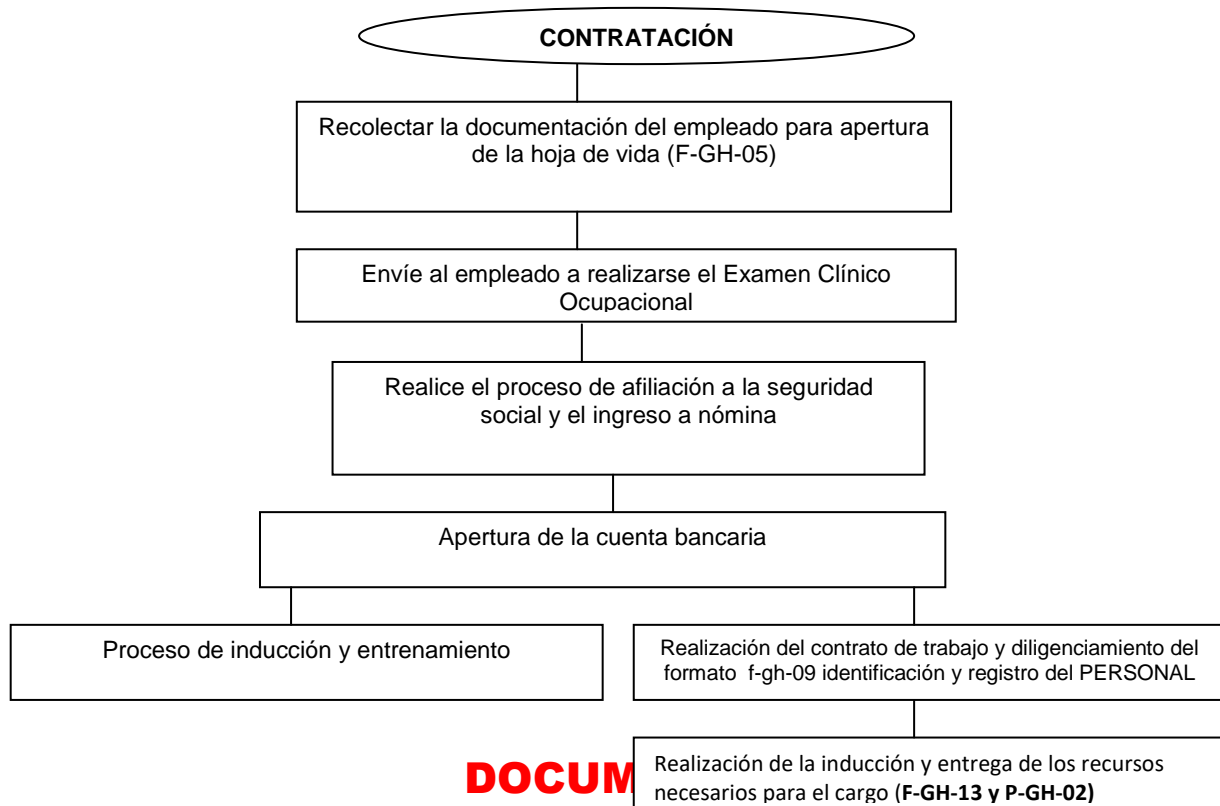 CONTRATACIÓN
Recolectar la documentación del empleado para apertura
de la hoja de vida (F-GH-05)
Envíe al empleado a realizarse el Examen Clínico
Ocupacional
Realice el proceso de afiliación a la seguridad
social y el ingreso a nómina
Apertura de la cuenta bancaria
Proceso de inducción y entrenamiento
Realización del contrato de trabajo y diligenciamiento del
formato f-gh-09 identificación y registro del PERSONAL
Realización de la inducción y entrega de los recursos
necesarios para el cargo (F-GH-13 y P-GH-02)